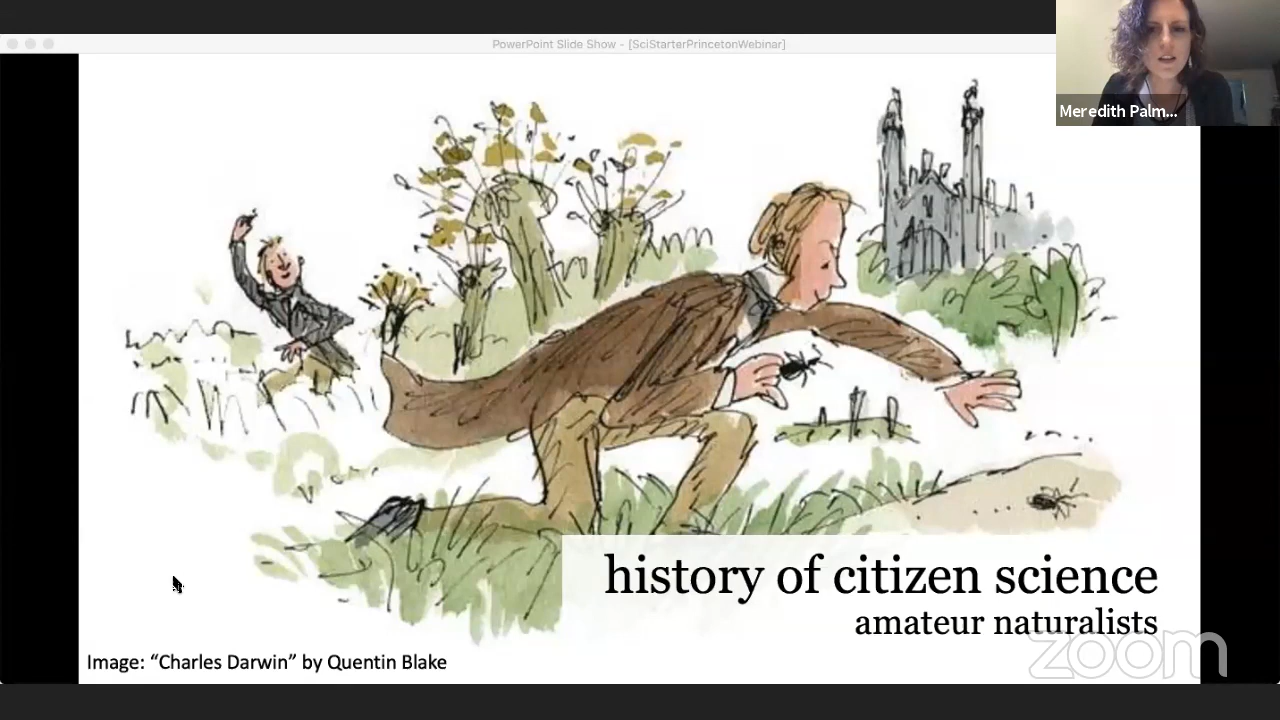 PowerPoint Slide Show - [SciStarterPrincetonWebinar]
Meredith Palm...
history of citizen science
amateur naturalists
zoom
Image: “Charles Darwin” by Quentin Blake